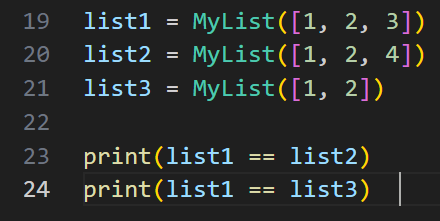 19 list1 = MyList([1, 2, 3])
20 list2 = MyList([1, 2, 4])
21 list3 = MyList([1, 2])
22
23 print(list1 == list2)
24 print(list1 == list3)